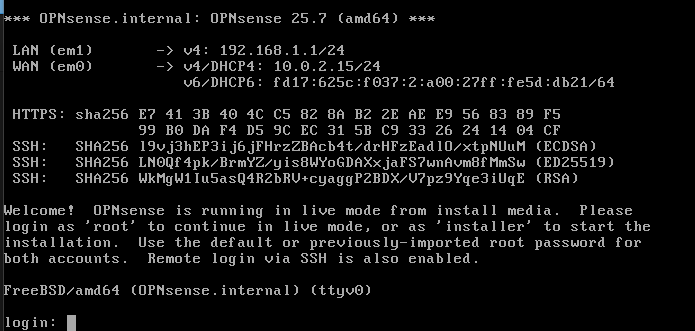 *** OPNsense.internal: OPNsense 25.7 (amd64) ***
LAN (em1) -> v4: 192.168.1.1/24
WAN (em0) -> v4/DHCP4: 10.0.2.15/24
v6/DHCP6: fd17:625c:f037:2:a00:27ff:fe5d:db21/64
HTTPS: sha256 E7 41 3B 40 4C C5 82 8A B2 2E AE E9 56 83 89 F5
99 B0 DA F4 D5 9C EC 31 5B C9 33 26 24 14 04 CF
SSH: SHA256 l9vj3hEP3ij6jFHrzZBAcb4t/drHFzEadlO/xtpNUuM (ECDSA)
SSH: SHA256 LN0Qf4pk/BrmYZ/yis8WYoGDAXxjaFS7wnAvm8fMmSw (ED25519)
SSH: SHA256 WkMgW1Iu5asQ4R2bRV+cyaggP2BDX/V7pz9Yqe3iUqE (RSA)
Welcome! OPNsense is running in live mode from install media. Please
login as 'root' to continue in live mode, or as 'installer' to start the
installation. Use the default or previously-imported root password for
both accounts. Remote login via SSH is also enabled.
FreeBSD/amd64 (OPNsense.internal) (ttyv0)
login: